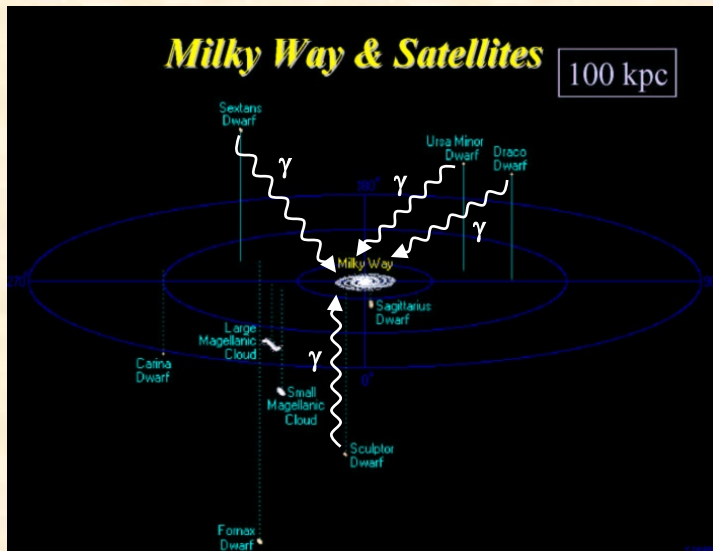 Milky Way & Satellites
100 kpc
Sextans
Dwarf
Ursa Minor
Dwarf
Draco
Dwarf
γ
γ
γ
Milky Way
Sagittarius
Dwarf
Large
Magellanic
Cloud
γ
Carina
Dwarf
0°
Small
Magellanic
Cloud
Sculptor
Dwarf
Fornax
Dwarf